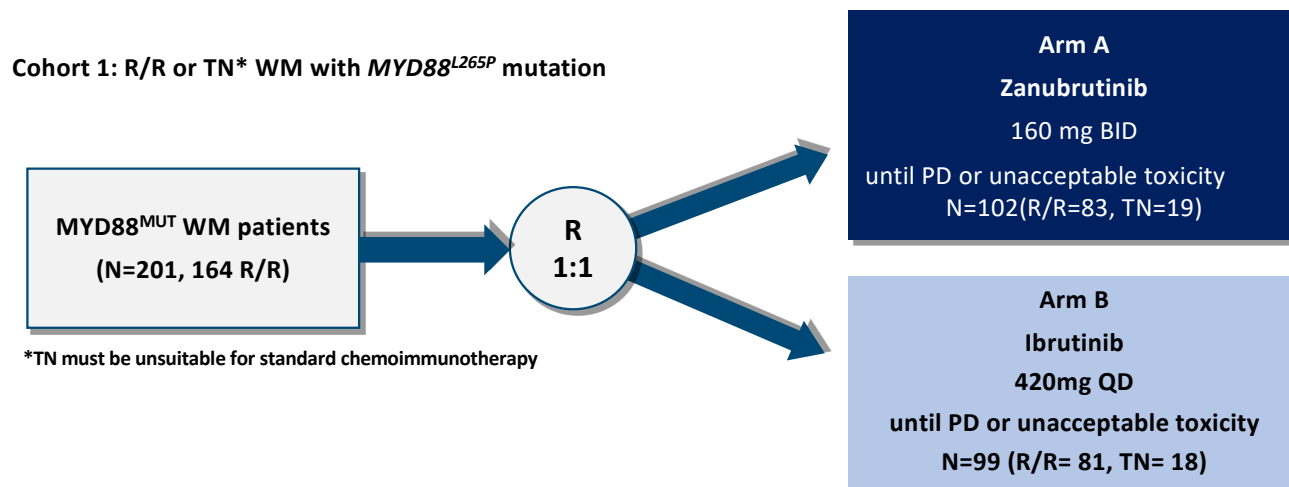 Cohort 1: R/R or TN* WM with MYD88L265P mutation
MYD88MUT WM patients
(N=201, 164 R/R)
*TN must be unsuitable for standard chemoimmunotherapy
R
1:1
Arm A
Zanubrutinib
160 mg BID
until PD or unacceptable toxicity
N=102(R/R=83, TN=19)
Arm B
Ibrutinib
420mg QD
until PD or unacceptable toxicity
N=99 (R/R= 81, TN= 18)